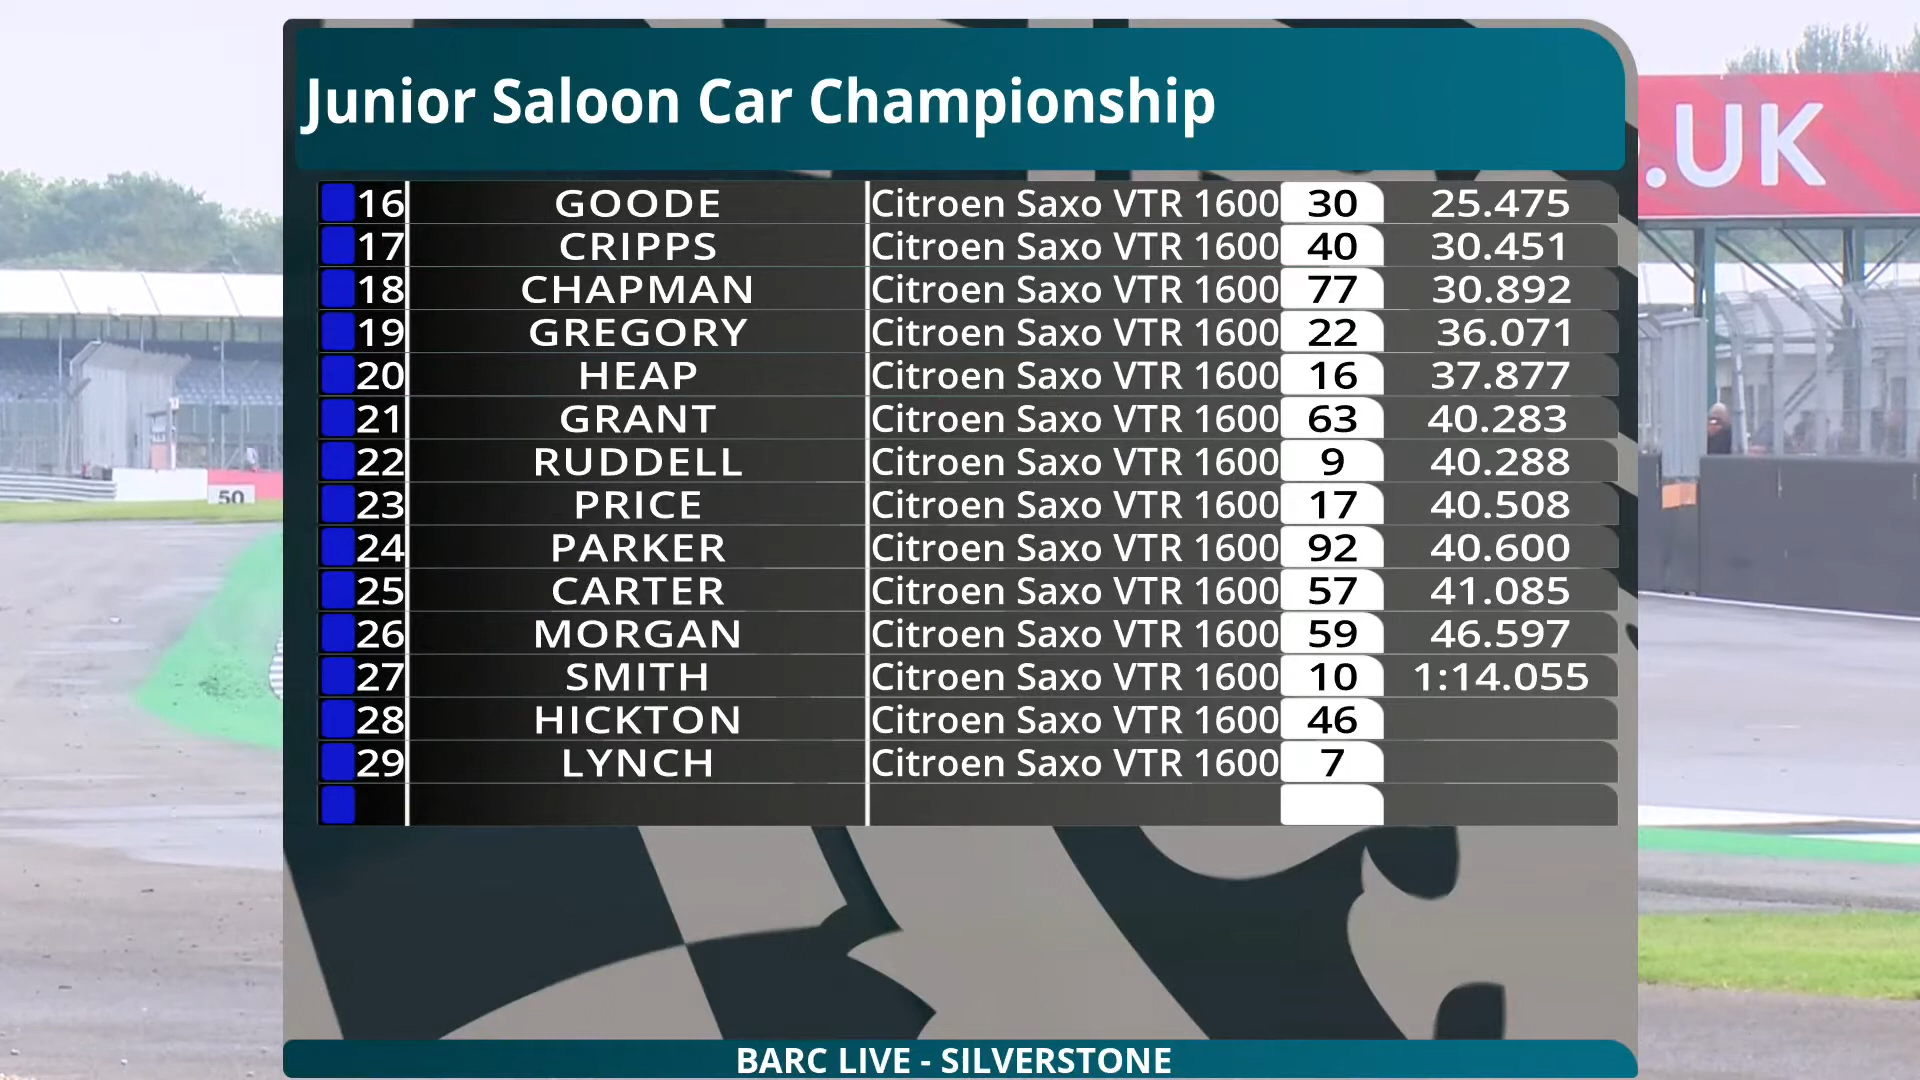 Junior Saloon Car Championship
.UK
16 GOODE Citroen Saxo VTR 1600 30 25.475
17 CRIPPS Citroen Saxo VTR 1600 40 30.451
18 CHAPMAN Citroen Saxo VTR 1600 77 30.892
19 GREGORY Citroen Saxo VTR 1600 22 36.071
20 HEAP Citroen Saxo VTR 1600 16 37.877
21 GRANT Citroen Saxo VTR 1600 63 40.283
22 RUDDELL Citroen Saxo VTR 1600 9 40.288
23 PRICE Citroen Saxo VTR 1600 17 40.508
50
24 PARKER Citroen Saxo VTR 1600 92 40.600
25 CARTER Citroen Saxo VTR 1600 57 41.085
26 MORGAN Citroen Saxo VTR 1600 59 46.597
27 SMITH Citroen Saxo VTR 1600 10 1:14.055
28 HICKTON Citroen Saxo VTR 1600 46
29 LYNCH Citroen Saxo VTR 1600 7
BARC LIVE - SILVERSTONE